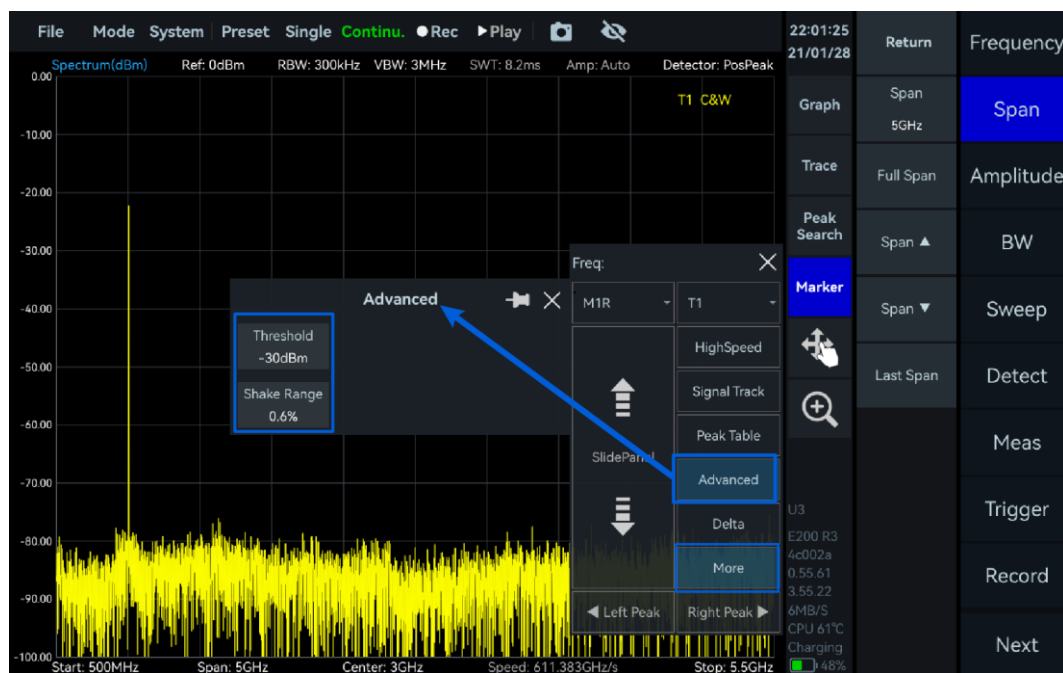 File Mode System Preset Single Continu. Rec Play
22:01:25
21/01/28
Spectrum(dBm) Ref: 0dBm RBW: 300kHz VBW: 3MHz SWT: 8.2ms Amp: Auto Detector: PosPeak
T1 C&W
0.00
-10.00
-20.00
-30.00
-40.00
-50.00
-60.00
-70.00
-80.00
-90.00
-100.00
Start: 500MHz Span: 5GHz Center: 3GHz Speed: 611.383GHz/s Stop: 5.5GHz
Advanced
Threshold
-30dBm
Shake Range
0.6%
Freq:
M1R T1
HighSpeed
Signal Track
Peak Table
SlidePanel
Advanced
Delta
More
Left Peak Right Peak
Graph
Trace
Peak
Search
Marker
U3
E200 R3
4c002a
0.55.61
3.55.22
6MB/S
CPU 61℃
Charging
48%
Return
Span
5GHz
Full Span
Span ▲
Span ▼
Last Span
Frequency
Span
Amplitude
BW
Sweep
Detect
Meas
Trigger
Record
Next